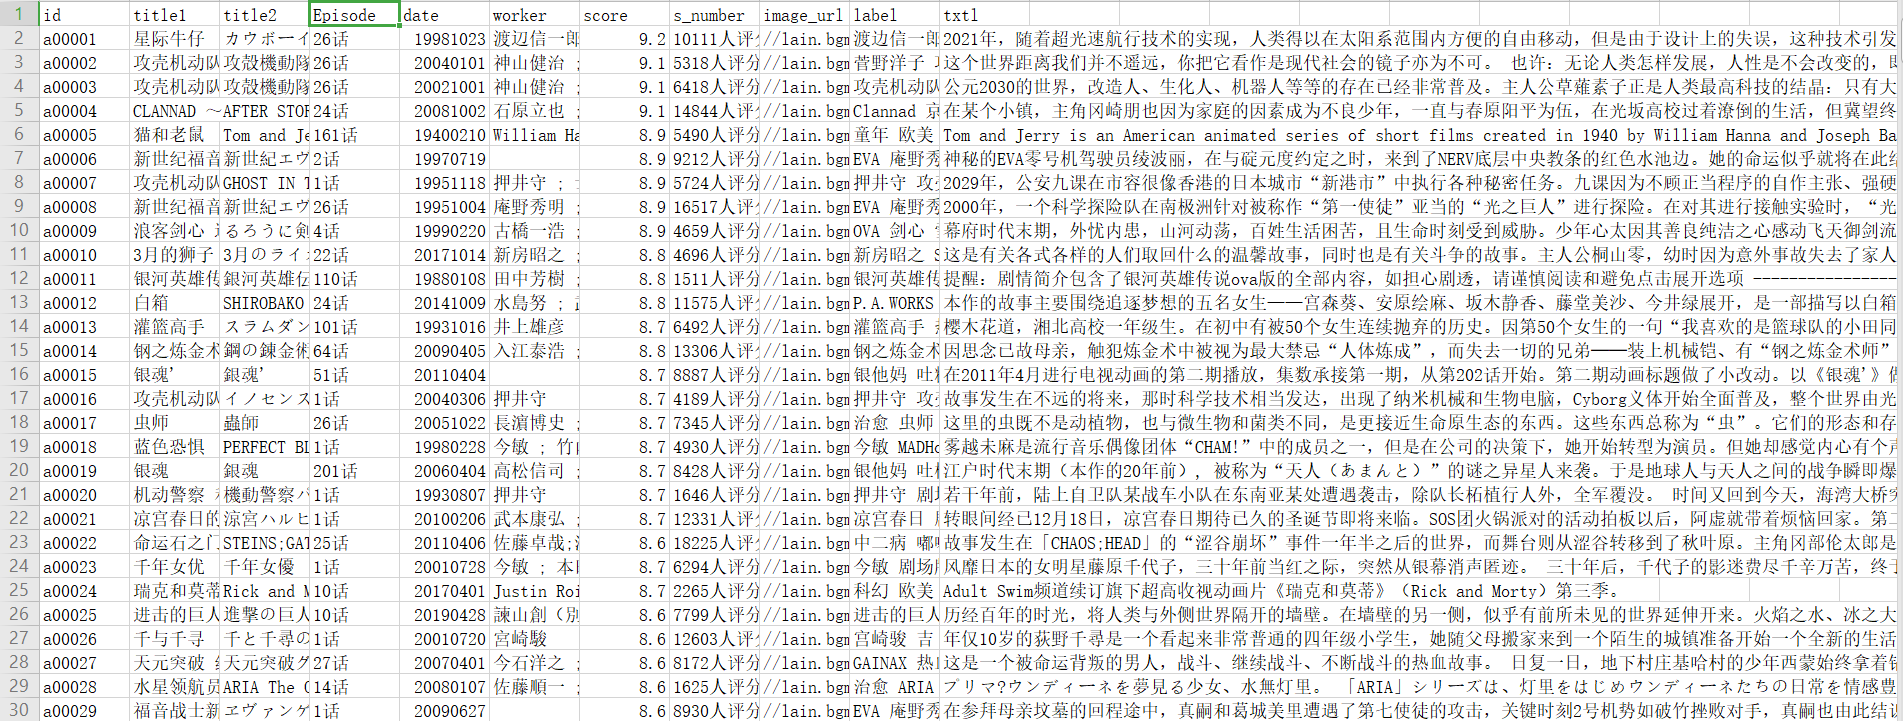 id title1 title2 Episode date worker score s_number image_url label txtl
1
2 a00001 星际牛仔 カウボーイ 26话 19981023 渡辺信一郎 9.2 10111人评分 //lain.bgm 渡辺信一郎 2021年，随着超光速航行技术的实现，人类得以在太阳系范围内方便的自由移动，但是由于设计上的失误，这种技术引发
3 a00002 攻壳机动队 攻殻機動隊 26话 20040101 神山健治 ; 9.1 5318人评分 //lain.bgm 菅野洋子 这个世界距离我们并不遥远，你把它看作是现代社会的镜子亦为不可。 也许：无论人类怎样发展，人性是不会改变的，
4 a00003 攻壳机动队 攻殻機動隊 26话 20021001 神山健治 ; 9.1 6418人评分 //lain.bgm 攻壳机动队 公元2030的世界，改造人、生化人、机器人等等的存在已经非常普及。主人公草薙素子正是人类最高科技的结晶：只有大
5 a00004 CLANNAD ～AFTER STOR 24话 20081002 石原立也 ; 9.1 14844人评分 //lain.bgm Clannad 京 在某个小镇，主角冈崎朋也因为家庭的因素成为不良少年，一直与春原阳平为伍，在光坂高校过着潦倒的生活，但冀望终
6 a00005 猫和老鼠 Tom and Je 161话 19400210 William Ha 8.9 5490人评分 //lain.bgm 童年 欧美 Tom and Jerry is an American animated series of short films created in 1940 by William Hanna and Joseph Ba
7 a00006 新世纪福音 新世紀エヴ 2话 19970719 8.9 9212人评分 //lain.bgm EVA 庵野秀 神秘的EVA零号机驾驶员绫波丽，在与碇元度约定之时，来到了NERV底层中央教条的红色水池边。她的命运似乎就将在此
8 a00007 攻壳机动队 GHOST IN T 1话 19951118 押井守 ; 8.9 5724人评分 //lain.bgm 押井守 攻 2029年，公安九课在市容很像香港的日本城市“新港市”中执行各种秘密任务。九课因为不顾正当程序的自作主张、强硬
9 a00008 新世纪福音 新世紀エヴ 26话 19951004 庵野秀明 ; 8.9 16517人评分 //lain.bgm EVA 庵野秀 2000年，一个科学探险队在南极洲针对被称作“第一使徒”亚当的“光之巨人”进行探险。在对其进行接触实验时，“光
10 a00009 浪客剑心 るろうに剣 4话 19990220 古橋一浩 ; 8.9 4659人评分 //lain.bgm OVA 剑心 幕府时代末期，外忧内患，山河动荡，百姓生活困苦，且生命时刻受到威胁。少年心太因其善良纯洁之心感动飞天御剑流
11 a00010 3月的狮子 3月のライ 22话 20171014 新房昭之 ; 8.8 4696人评分 //lain.bgm 新房昭之 S 这是有关各式各样的人们取回什么的温馨故事，同时也是有关斗争的故事。主人公桐山零，幼时因为意外事故失去了家人
12 a00011 银河英雄传 銀河英雄伝 110话 19880108 田中芳樹 ; 8.8 1511人评分 //lain.bgm 银河英雄传 提醒：剧情简介包含了银河英雄传说ova版的全部内容，如担心剧透，请谨慎阅读和避免点击展开选项 ----------------
13 a00012 白箱 SHIROBAKO 24话 20141009 水島努 ; 8.8 11575人评分 //lain.bgm P.A.WORKS 本作的故事主要围绕追逐梦想的五名女生——宫森葵、安原绘麻、坂木静香、藤堂美沙、今井绿展开，是一部描写以白箱
14 a00013 灌篮高手 スラムダン 101话 19931016 井上雄彦 8.7 6492人评分 //lain.bgm 灌篮高手 樱木花道，湘北高校一年级生。在初中有被50个女生连续抛弃的历史。因第50个女生的一句“我喜欢的是篮球队的小田同
15 a00014 钢之炼金术 鋼の錬金術 64话 20090405 入江泰浩 ; 8.8 13306人评分 //lain.bgm 钢之炼金术 因思念已故母亲，触犯炼金术中被视为最大禁忌“人体炼成”，而失去一切的兄弟——装上机械铠、有“钢之炼金术师”
16 a00015 银魂' 銀魂' 51话 20110404 8.7 8887人评分 //lain.bgm 银他妈 吐 在2011年4月进行电视动画的第二期播放，集数承接第一期，从第202话开始。第二期动画标题做了小改动。以《银魂'》
17 a00016 攻壳机动队 イノセンス 1话 20040306 押井守 8.7 4189人评分 //lain.bgm 押井守 攻 故事发生在不远的将来，那时科学技术相当发达，出现了纳米机械和生物电脑，Cyborg义体开始全面普及，整个世界由光
18 a00017 虫师 蟲師 26话 20051022 長濵博史 ; 8.7 7345人评分 //lain.bgm 治愈 虫师 这里的虫既不是动植物，也与微生物和菌类不同，是更接近生命原生态的东西。这些东西总称为“虫”。它们的形态和存
19 a00018 蓝色恐惧 PERFECT BL 1话 19980228 今敏 ; 竹 8.7 4930人评分 //lain.bgm 今敏 MADHo 雾越未麻是流行音乐偶像团体“CHAM!”中的成员之一，但是在公司的决策下，她开始转型为演员。但她却感觉内心有个声
20 a00019 银魂 銀魂 201话 20060404 高松信司 ; 8.7 8428人评分 //lain.bgm 银他妈 吐 江户时代末期（本作的20年前），被称为“天人（あまんと）”的谜之异星人来袭。于是地球人与天人之间的战争瞬即爆
21 a00020 机动警察 機動警察パ 1话 19930807 押井守 8.7 1646人评分 //lain.bgm 押井守 剧 若干年前，陆上自卫队某战车小队在东南亚某处遭遇袭击，除队长柘植行人外，全军覆没。 时间又回到今天，海湾大桥突
22 a00021 凉宫春日的 涼宮ハルヒ 1话 20100206 武本康弘 ; 8.7 12331人评分 //lain.bgm 凉宫春日 转眼间经已12月18日，凉宫春日期待已久的圣诞节即将来临。SOS团火锅派对的活动拍板以后，阿虚就带着烦恼回家。第二
23 a00022 命运石之门 STEINS;GAT 25话 20110406 佐藤卓哉; 8.6 18225人评分 //lain.bgm 中二病 嘟 故事发生在「CHAOS;HEAD」的“涩谷崩坏”事件一年半之后的世界，而舞台则从涩谷转移到了秋叶原。主角冈部伦太郎是
24 a00023 千年女优 千年女優 1话 20010728 今敏 ; 本 8.7 6294人评分 //lain.bgm 今敏 剧场 风靡日本的女明星藤原千代子，三十年前当红之际，突然从银幕消声匿迹。 三十年后，千代子的影迷费尽千辛万苦，终于
25 a00024 瑞克和莫蒂 Rick and M 10话 20170401 Justin Roi 8.7 2265人评分 //lain.bgm 科幻 欧美 Adult Swim频道续订旗下超高收视动画片《瑞克和莫蒂》（Rick and Morty）第三季。
26 a00025 进击的巨人 進撃の巨人 10话 20190428 諫山創（別 8.6 7799人评分 //lain.bgm 进击的巨人 历经百年的时光，将人类与外侧世界隔开的墙壁。在墙壁的另一侧，似乎有前所未见的世界延伸开来。火焰之水、冰之大
27 a00026 千与千寻 千と千尋の 1话 20010720 宮崎駿 8.6 12603人评分 //lain.bgm 宫崎骏 吉 年仅10岁的荻野千尋是一个看起来非常普通的四年级小学生，她随父母搬家来到一个陌生的城镇准备开始一个全新的生活
28 a00027 天元突破 天元突破グ 27话 20070401 今石洋之 ; 8.6 8172人评分 //lain.bgm GAINAX 热 这是一个被命运背叛的男人，战斗、继续战斗、不断战斗的热血故事。 日复一日，地下村庄基哈村的少年西蒙始终拿着
29 a00028 水星领航员 ARIA The O 14话 20080107 佐藤順一 ; 8.6 1625人评分 //lain.bgm 治愈 ARIA プリマ?ウンディーネを夢見る少女、水無灯里。 「ARIA」シリーズは、灯里をはじめウンディーネたちの日常を情感豊
30 a00029 福音战士新 ヱヴァンゲ 1话 20090627 8.6 8930人评分 //lain.bgm EVA 庵野秀 在参拜母亲坟墓的回程途中，真嗣和葛城美里遭遇了第七使徒的攻击，关键时刻2号机势如破竹挫败对手，真嗣也由此结识